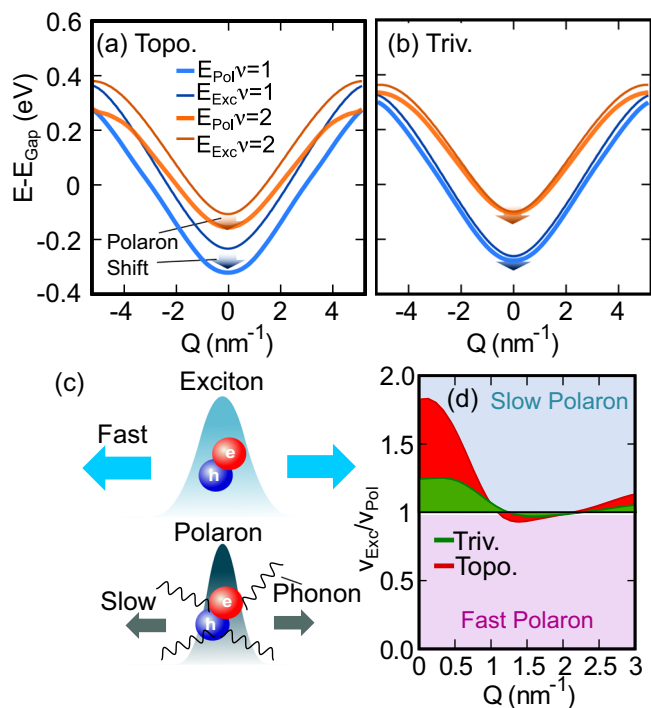 (a) Topo.
E_Pol ν=1
E_Exc ν=1
E_Pol ν=2
E_Exc ν=2
Polaron
Shift
E-E_Gap (eV)
0.6
0.4
0.2
0
-0.2
-0.4
-4 -2 0 2 4
Q (nm⁻¹)
(b) Triv.
-4 -2 0 2 4
Q (nm⁻¹)
(c)
Exciton
Fast
e
h
Polaron
Phonon
Slow
e
h
(d)
Slow Polaron
Triv.
Topo.
Fast Polaron
v_Exc/v_Pol
2.0
1.5
1
0.5
0.0
0 0.5 1 1.5 2 2.5 3
Q (nm⁻¹)